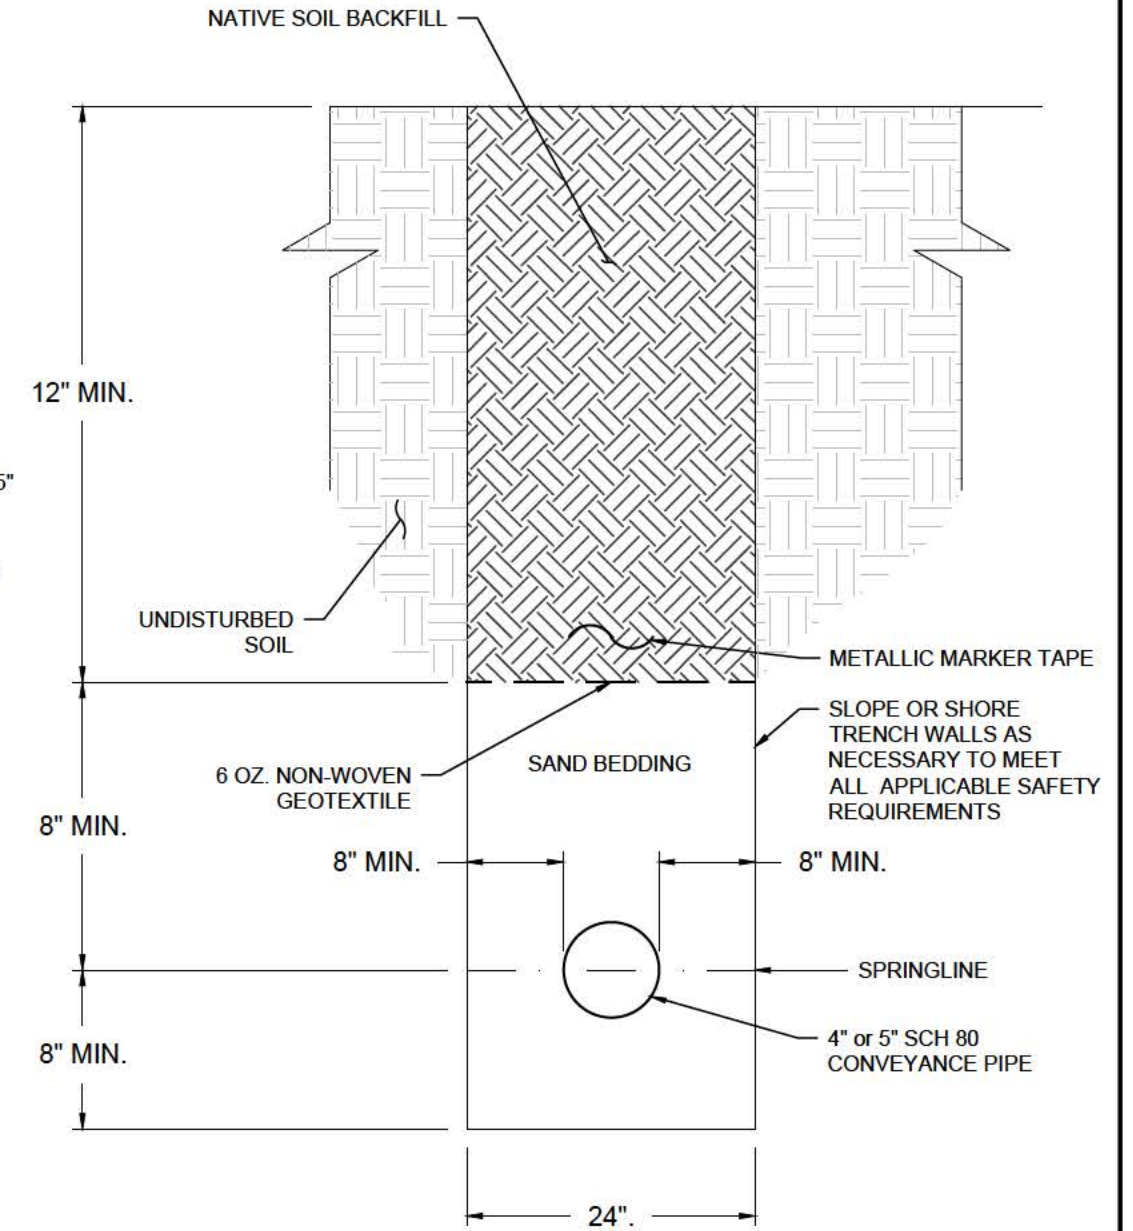 NATIVE SOIL BACKFILL
12" MIN.
5"
UNDISTURBED
SOIL
METALLIC MARKER TAPE
SLOPE OR SHORE
TRENCH WALLS AS
NECESSARY TO MEET
ALL APPLICABLE SAFETY
REQUIREMENTS
6 OZ. NON-WOVEN
GEOTEXTILE
SAND BEDDING
8" MIN.
8" MIN.
8" MIN.
SPRINGLINE
4" or 5" SCH 80
CONVEYANCE PIPE
8" MIN.
24".